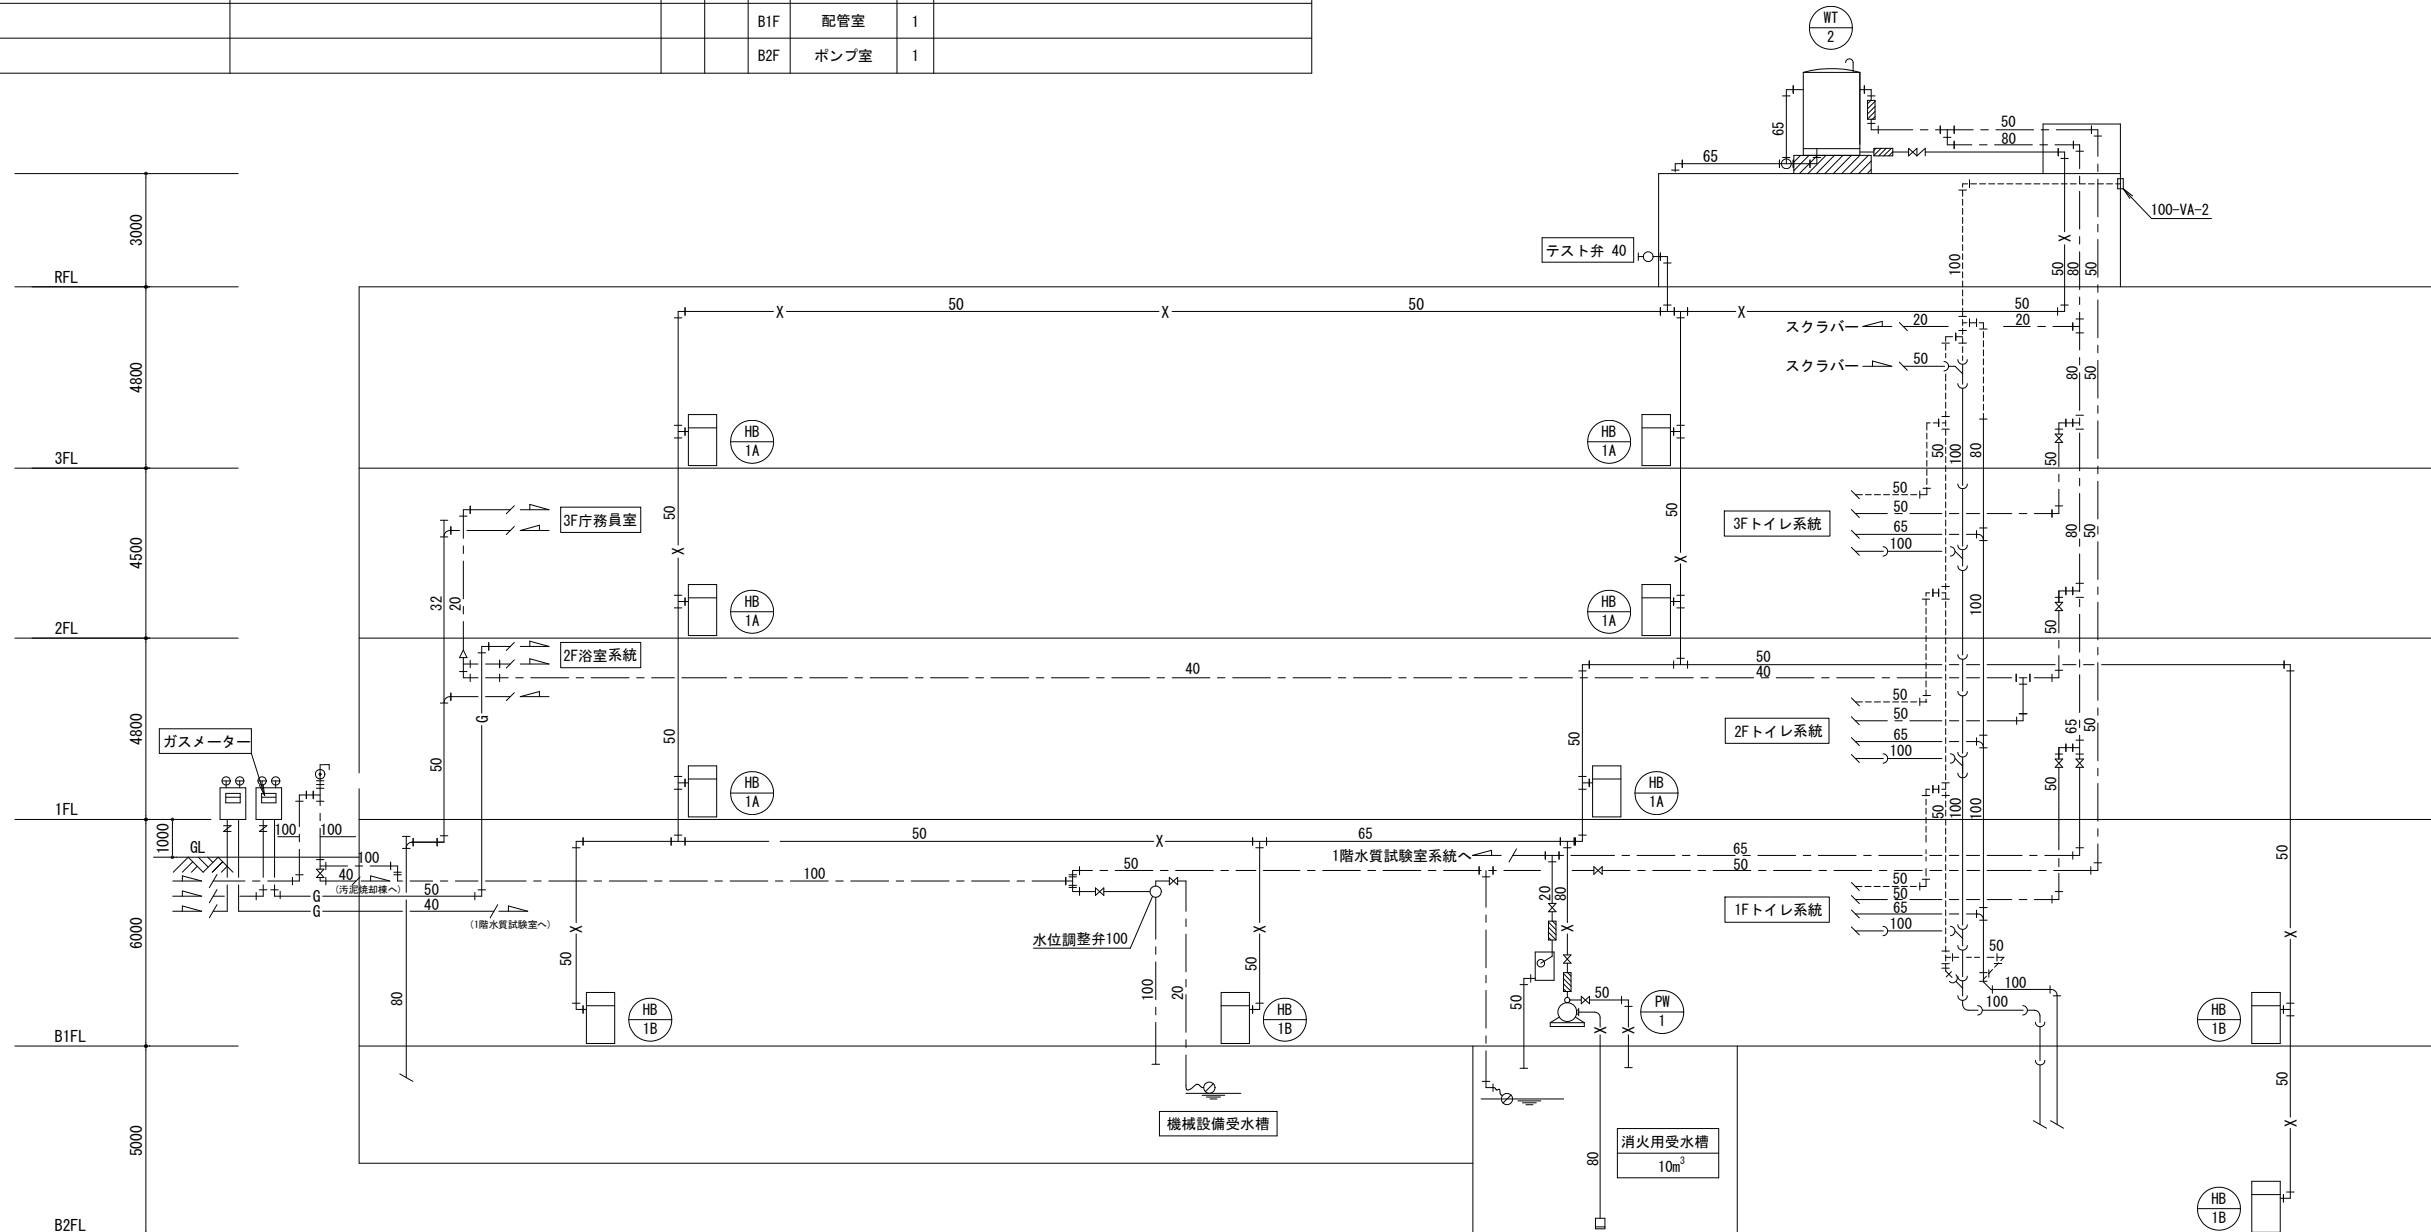 B1F 配管室 1
B2F ポンプ室 1
WT
2
50
80
65
65
100-VA-2
3000
テスト弁 40
100
50
80
50
RFL
50
50
50
スクラバー
20
20
スクラバー
50
4800
80
50
HB
1A
HB
1A
50
100
80
50
3FL
50
50
65
100
3F庁務員室
3Fトイレ系統
50
50
80
50
4500
32
20
100
50
HB
1A
HB
1A
2FL
2F浴室系統
50
40
40
G
50
50
65
100
2Fトイレ系統
65
50
4800
ガスメーター
50
50
50
50
HB
1A
HB
1A
50
100
100
1FL
1000
GL
100
100
100
50
65
1階水質試験室系統へ
65
50
40
(汚泥焼却棟へ)
100
50
G
50
G
40
(1階水質試験室へ)
20
80
50
50
65
100
1Fトイレ系統
50
6000
水位調整弁100
50
50
50
80
100
20
50
50
100
100
HB
1B
HB
1B
PW
1
HB
1B
B1FL
50
機械設備受水槽
消火用受水槽
10m³
5000
80
HB
1B
B2FL